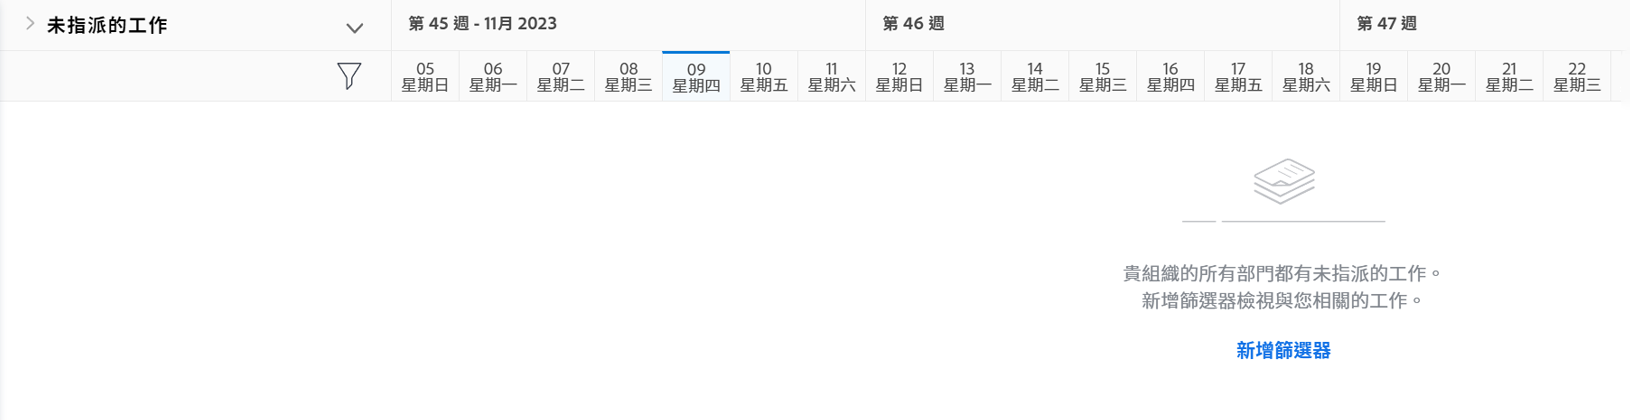 未指派的工作
第 45 週 - 11月 2023
第 46 週
第 47 週
05 06 07 08 09 10 11 12 13 14 15 16 17 18 19 20 21 22
星期日 星期一 星期二 星期三 星期四 星期五 星期六 星期日 星期一 星期二 星期三 星期四 星期五 星期六 星期日 星期一 星期二 星期三
貴組織的所有部門都有未指派的工作。
新增篩選器檢視與您相關的工作。
新增篩選器